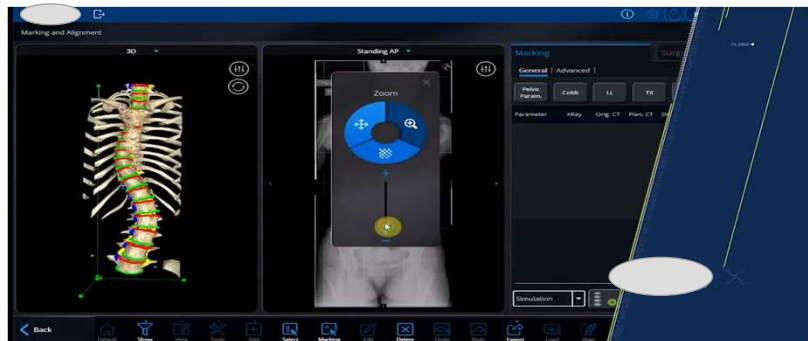 Marking and Alignment
3D
Standing AP
Zoom
+
−
Marking
General | Advanced |
Pelvic Param.
Cobb
LL
TK
Parameter XRay Orig. CT Plan. CT
Simulation
Back
Default
Show
View
Tools
Add
Select
Marking
Edit
Delete
Undo
Redo
Export
Load
Align